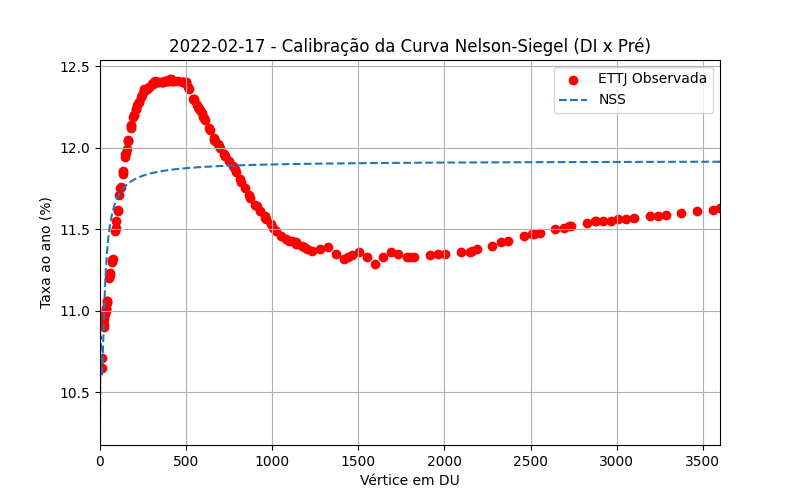 2022-02-17 - Calibração da Curva Nelson-Siegel (DI x Pré)
ETTJ Observada
NSS
12.5
12.0
11.5
11.0
10.5
Taxa ao ano (%)
0
500
1000
1500
2000
2500
3000
3500
Vértice em DU